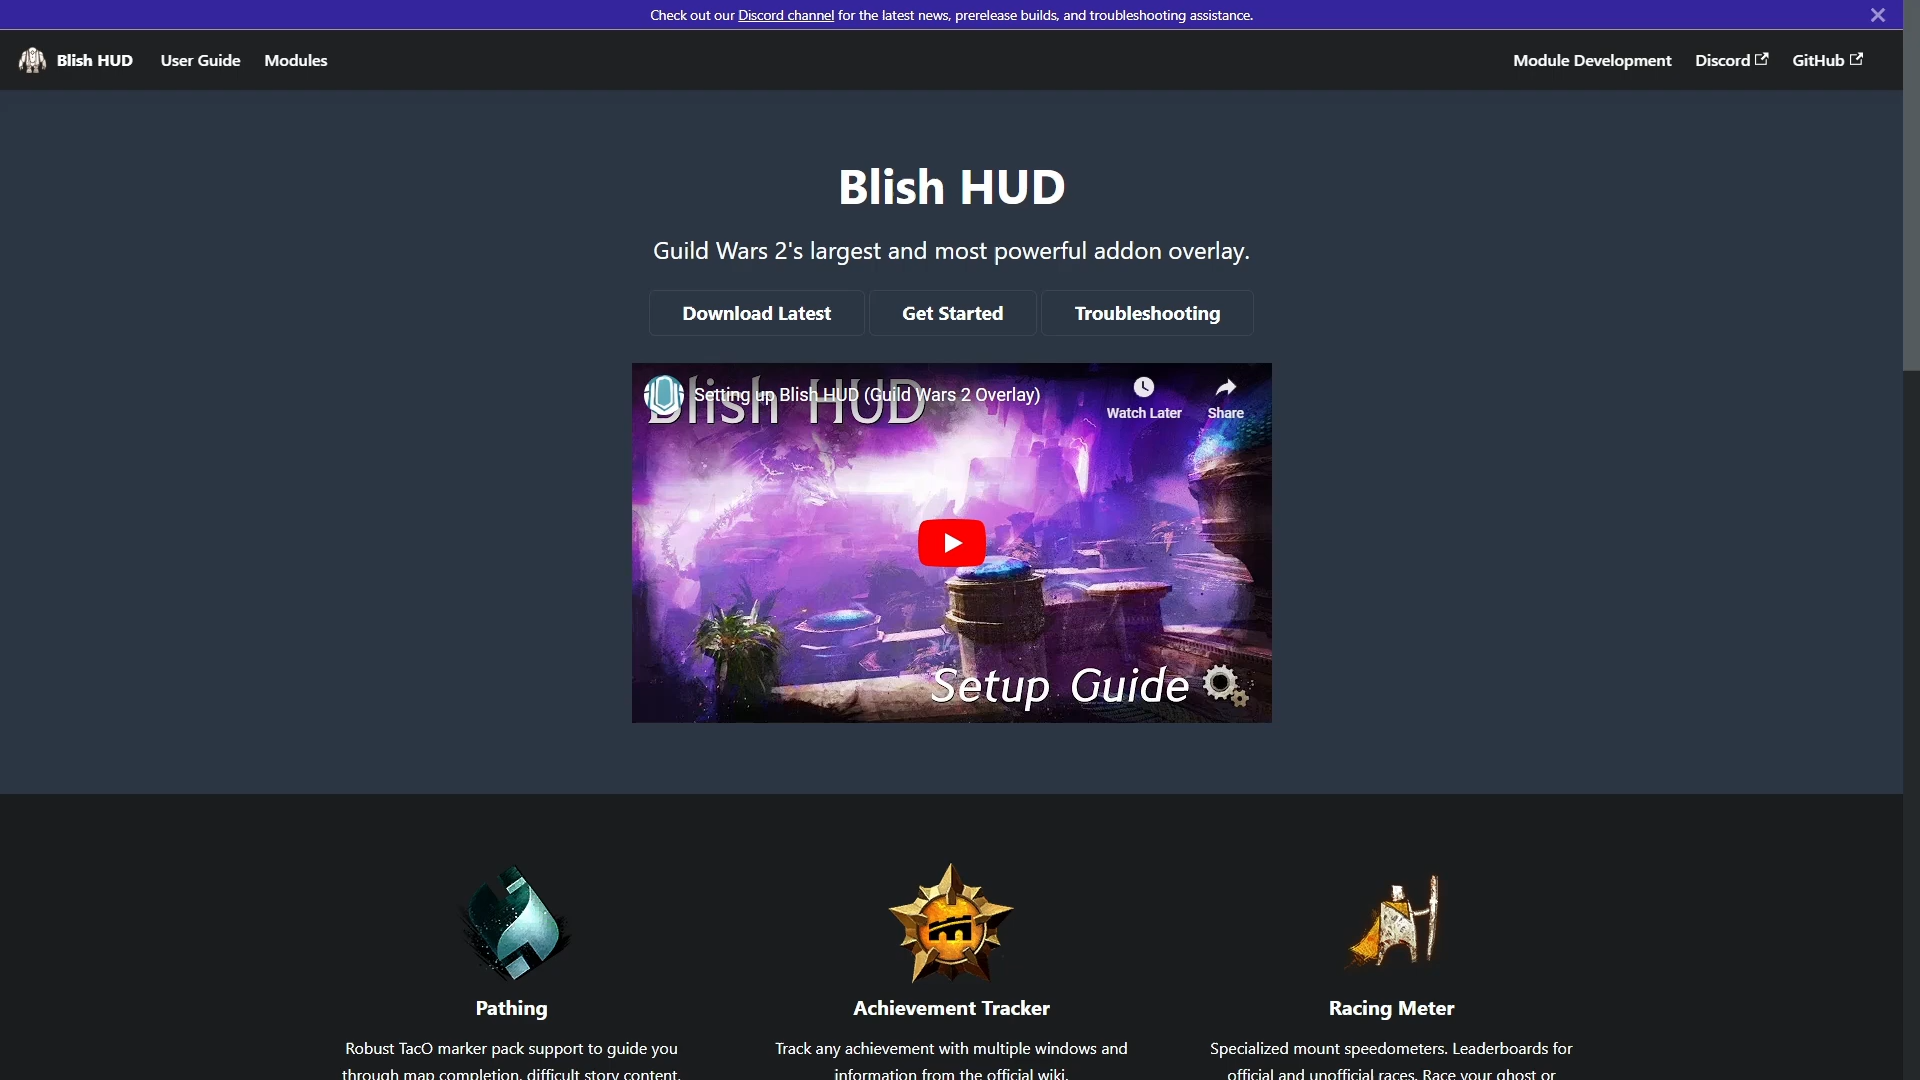 Check out our Discord channel for the latest news, prerelease builds, and troubleshooting assistance.
Blish HUD User Guide Modules Module Development Discord GitHub
Blish HUD
Guild Wars 2's largest and most powerful addon overlay.
Download Latest Get Started Troubleshooting
Blish HUD
Setting up Blish HUD (Guild Wars 2 Overlay)
Watch Later Share
Setup Guide
Pathing
Robust TacO marker pack support to guide you
through map completion, difficult story content,
Achievement Tracker
Track any achievement with multiple windows and
information from the official wiki.
Racing Meter
Specialized mount speedometers. Leaderboards for
official and unofficial races. Race your ghost or